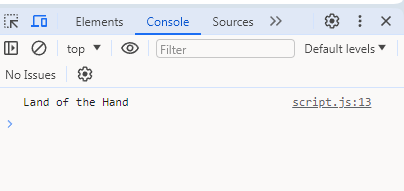 Elements Console Sources
top Filter Default levels
No Issues
Land of the Hand script.js:13